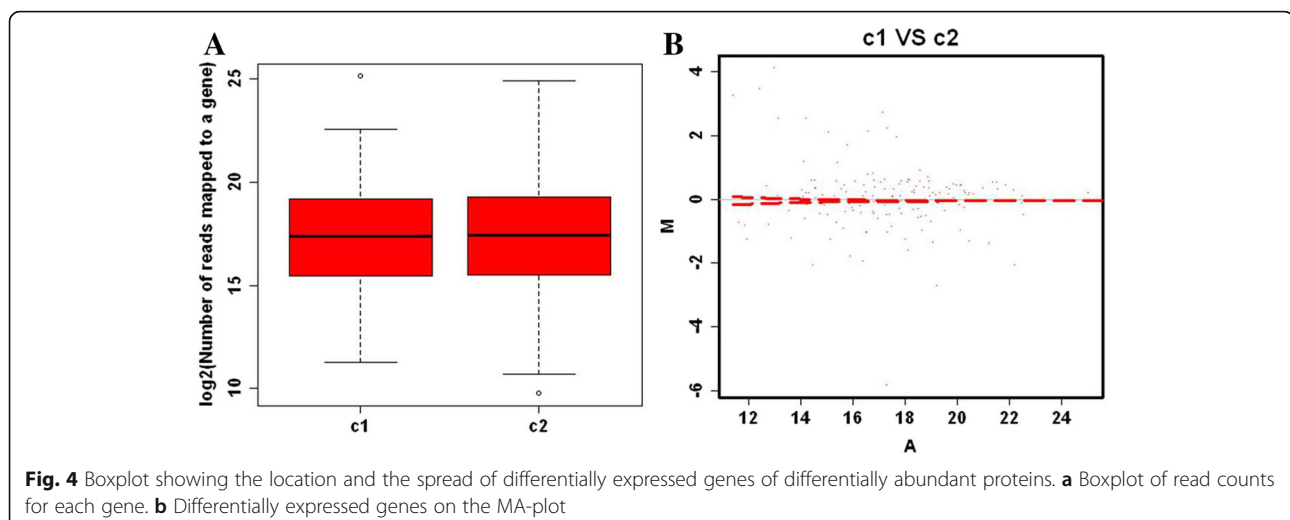 A
log2(Number of reads mapped to a gene)
25
20
15
10
c1
c2
B
c1 VS c2
M
4
2
0
-2
-4
-6
12
14
16
18
20
22
24
A
Fig. 4 Boxplot showing the location and the spread of differentially expressed genes of differentially abundant proteins. a Boxplot of read counts
for each gene. b Differentially expressed genes on the MA-plot